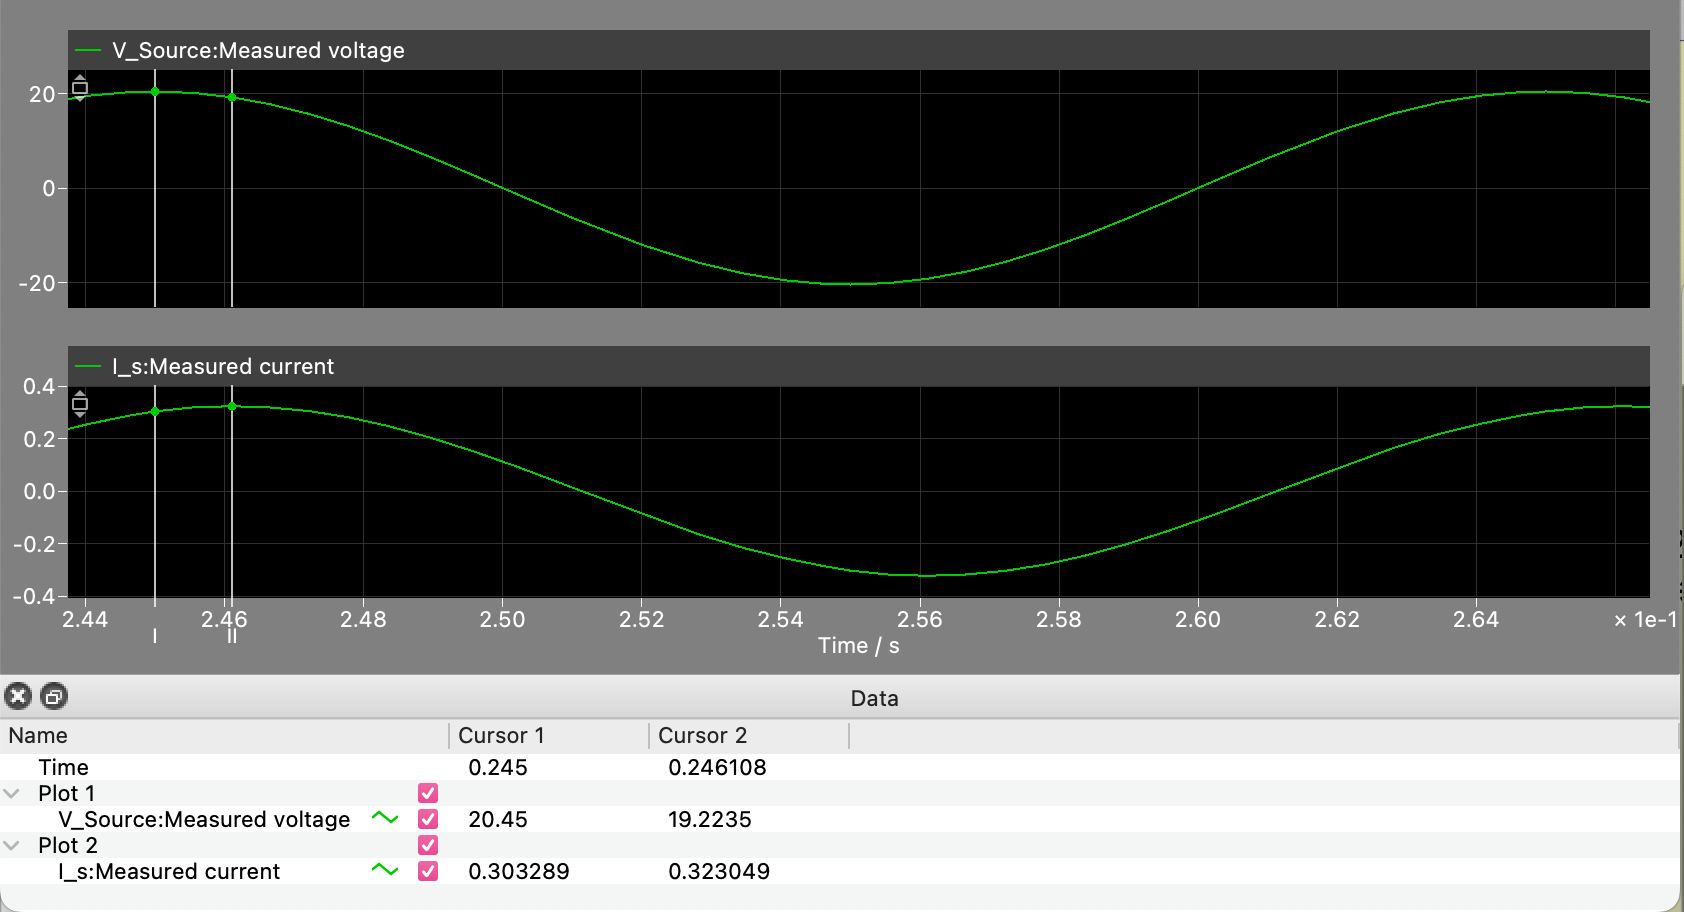 V_Source:Measured voltage
20
0
-20
I_s:Measured current
0.4
0.2
0.0
-0.2
-0.4
2.44 2.46 2.48 2.50 2.52 2.54 2.56 2.58 2.60 2.62 2.64 × 1e-1
I II
Time / s
Data
Name Cursor 1 Cursor 2
Time 0.245 0.246108
Plot 1
V_Source:Measured voltage 20.45 19.2235
Plot 2
I_s:Measured current 0.303289 0.323049